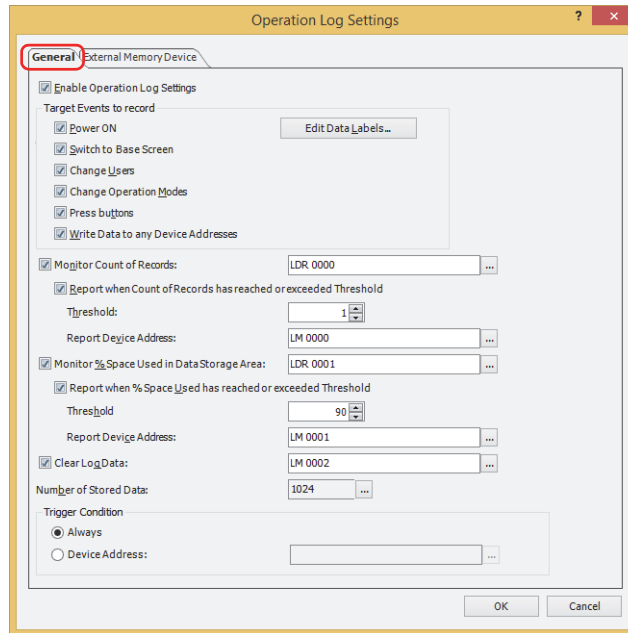 Operation Log Settings
? ×
General External Memory Device
Enable Operation Log Settings
Target Events to record
Power ON Edit Data Labels...
Switch to Base Screen
Change Users
Change Operation Modes
Press buttons
Write Data to any Device Addresses
Monitor Count of Records: LDR 0000 ...
Report when Count of Records has reached or exceeded Threshold
Threshold: 1
Report Device Address: LM 0000 ...
Monitor % Space Used in Data Storage Area: LDR 0001 ...
Report when % Space Used has reached or exceeded Threshold
Threshold 90
Report Device Address: LM 0001 ...
Clear Log Data: LM 0002 ...
Number of Stored Data: 1024 ...
Trigger Condition
Always
Device Address: ...
OK Cancel